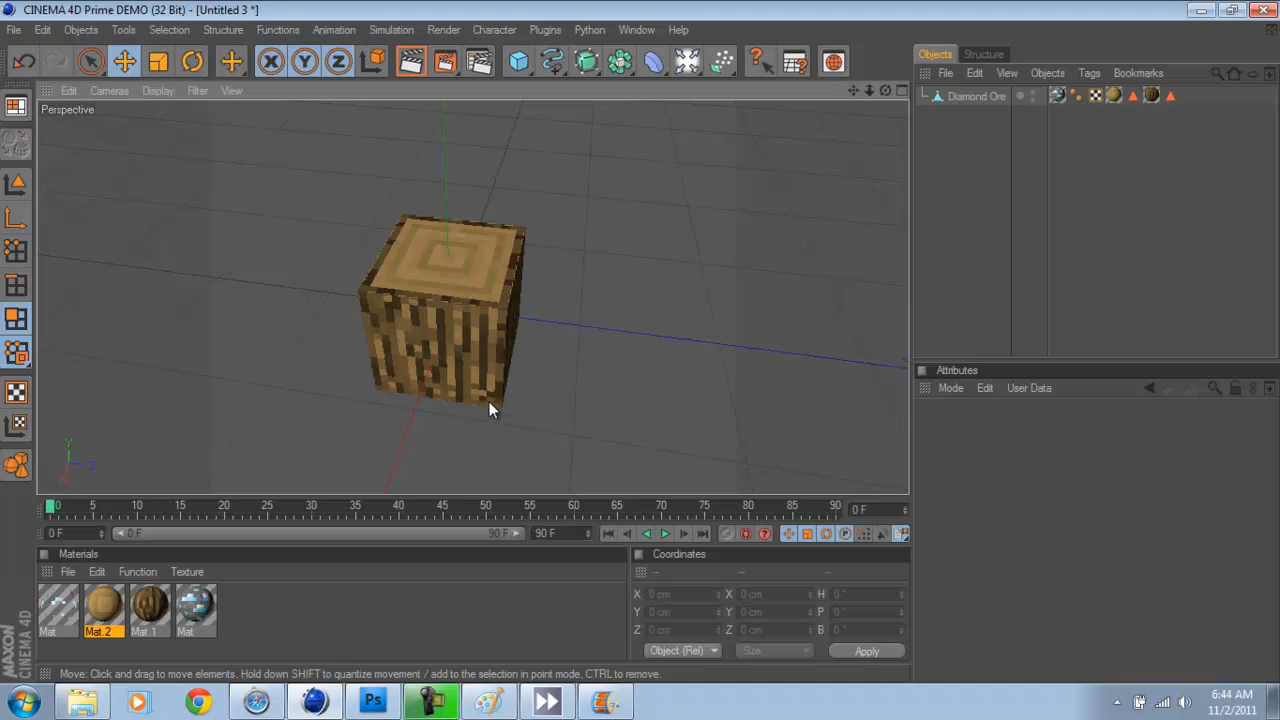 CINEMA 4D Prime DEMO (32 Bit) - [Untitled 3 *]
File Edit Objects Tools Selection Structure Functions Animation Simulation Render Character Plugins Python Window Help
X Y Z
Objects Structure
File Edit View Objects Tags Bookmarks
Diamond Ore
Edit Cameras Display Filter View
Perspective
Y
Z
X
Attributes
Mode Edit User Data
0 5 10 15 20 25 30 35 40 45 50 55 60 65 70 75 80 85 90
0 F
0 F 0 F 90 F 90 F
Materials
File Edit Function Texture
Mat Mat.2 Mat.1 Mat
Coordinates
-- -- --
X 0 cm X 0 cm H 0 °
Y 0 cm Y 0 cm P 0 °
Z 0 cm Z 0 cm B 0 °
Object (Rel) Size Apply
MAXON CINEMA 4D
Move: Click and drag to move elements. Hold down SHIFT to quantize movement / add to the selection in point mode, CTRL to remove.
Ps
6:44 AM
11/2/2011